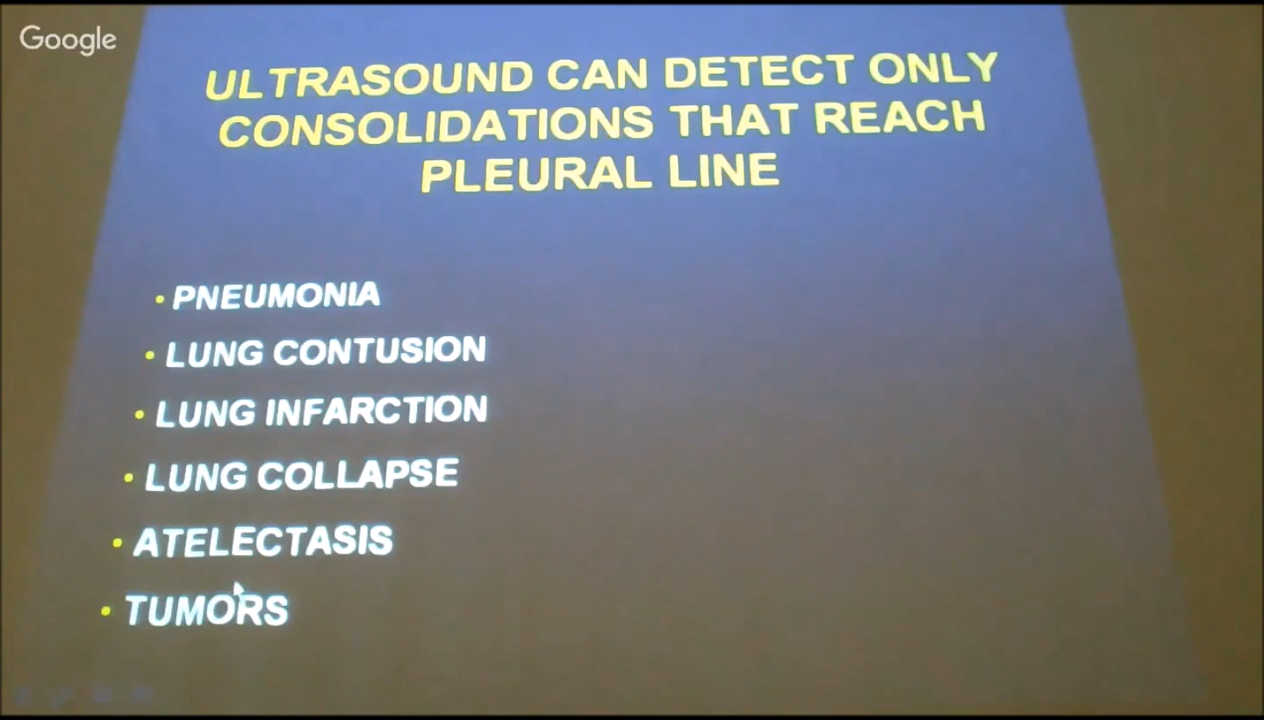 Google
ULTRASOUND CAN DETECT ONLY
CONSOLIDATIONS THAT REACH
PLEURAL LINE
• PNEUMONIA
• LUNG CONTUSION
• LUNG INFARCTION
• LUNG COLLAPSE
• ATELECTASIS
• TUMORS